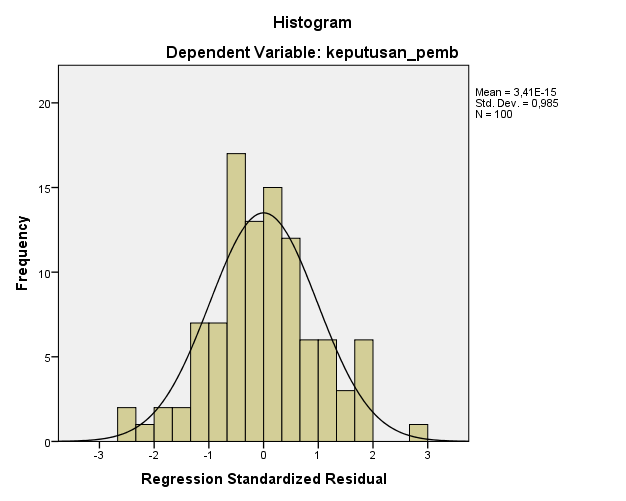 Histogram
Dependent Variable: keputusan_pemb
Mean = 3,41E-15
Std. Dev. = 0,985
N = 100
Frequency
20
15
10
5
0
-3 -2 -1 0 1 2 3
Regression Standardized Residual